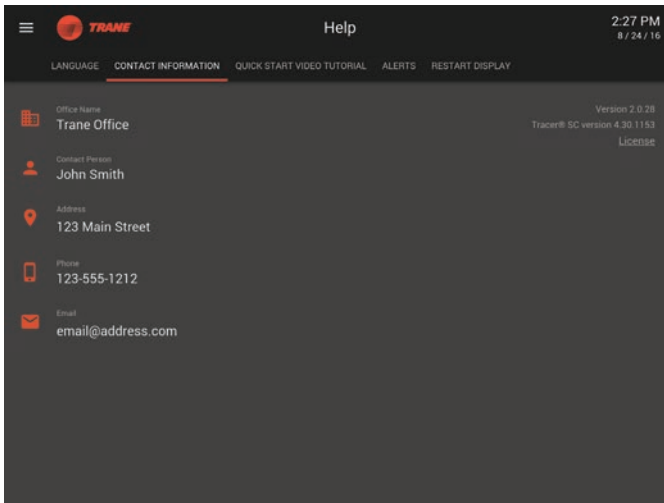 TRANE
Help
2:27 PM
8 / 24 / 16
LANGUAGE CONTACT INFORMATION QUICK START VIDEO TUTORIAL ALERTS RESTART DISPLAY
Office Name
Trane Office
Version 2.0.28
Tracer® SC version 4.30.1153
License
Contact Person
John Smith
Address
123 Main Street
Phone
123-555-1212
Email
email@address.com